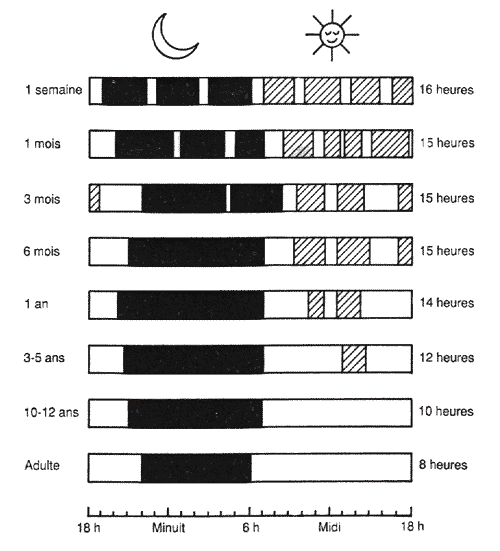 1 semaine 16 heures
1 mois 15 heures
3 mois 15 heures
6 mois 15 heures
1 an 14 heures
3-5 ans 12 heures
10-12 ans 10 heures
Adulte 8 heures
18 h Minuit 6 h Midi 18 h